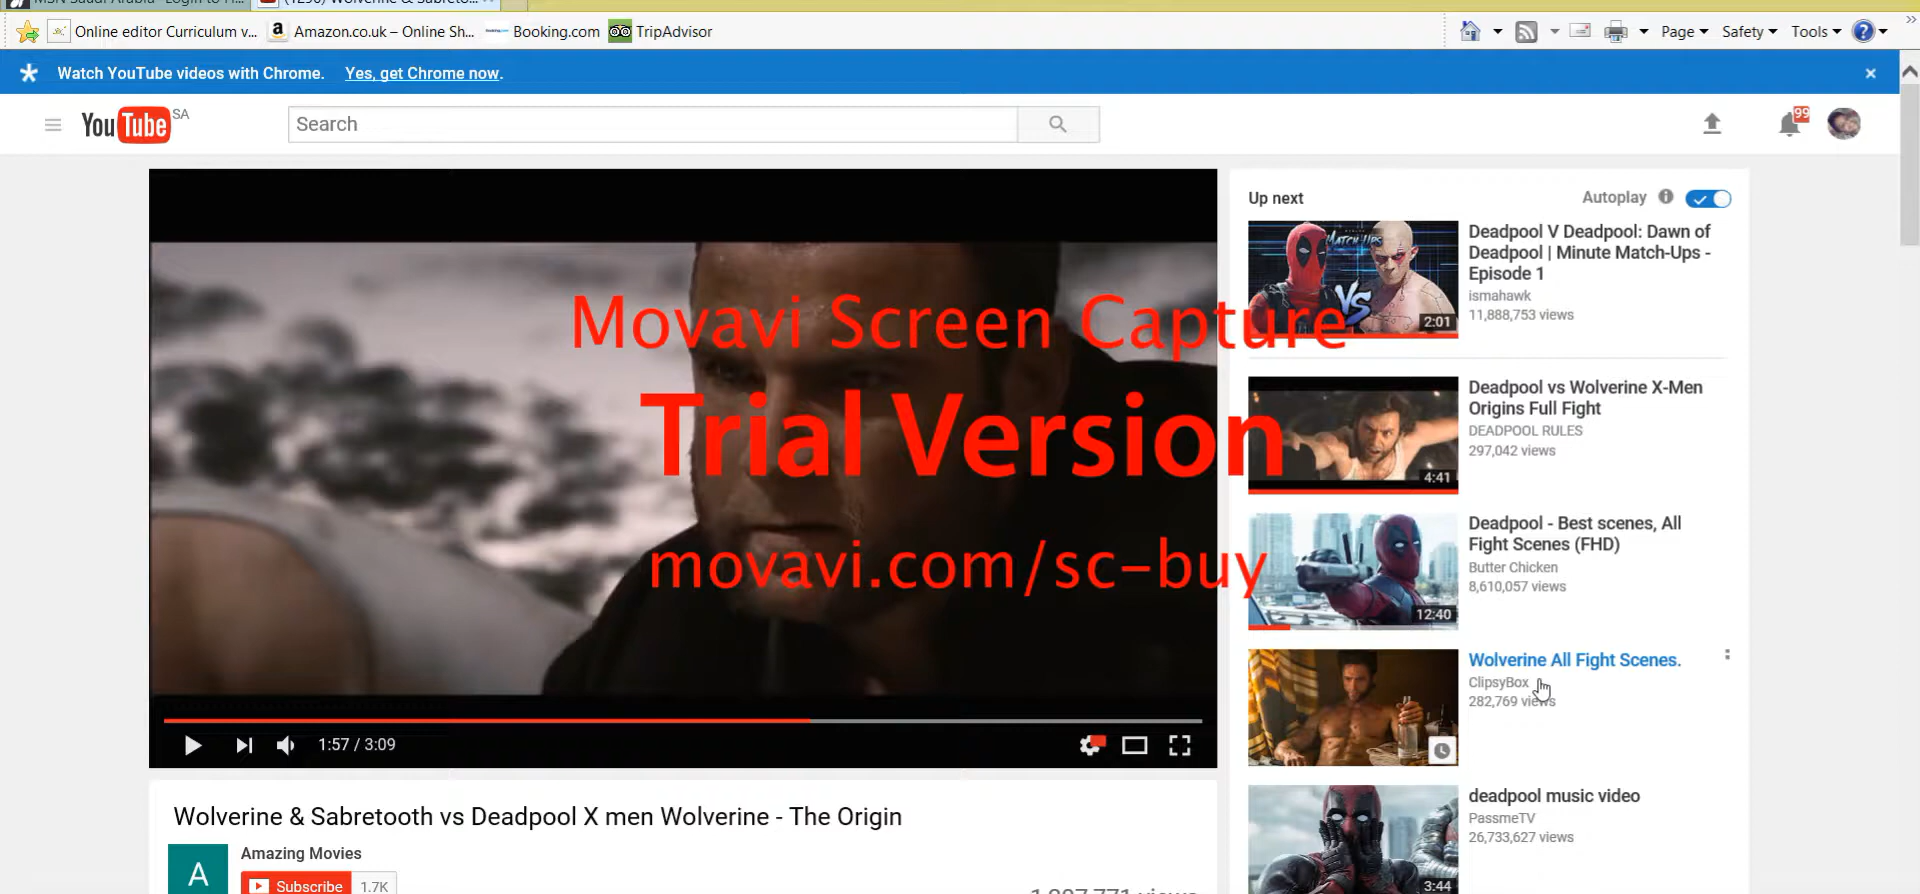 Online editor Curriculum v...
Amazon.co.uk – Online Sh...
Booking.com
TripAdvisor
Page
Safety
Tools
Watch YouTube videos with Chrome.
Yes, get Chrome now.
YouTube SA
Search
99
Up next
Autoplay
Deadpool V Deadpool: Dawn of
Deadpool | Minute Match-Ups -
Episode 1
ismahawk
11,888,753 views
MATCH-UPS
VS
2:01
Movavi Screen Capture
Trial Version
movavi.com/sc-buy
Deadpool vs Wolverine X-Men
Origins Full Fight
DEADPOOL RULES
297,042 views
4:41
Deadpool - Best scenes, All
Fight Scenes (FHD)
Butter Chicken
8,610,057 views
12:40
Wolverine All Fight Scenes.
ClipsyBox
282,769 views
1:57 / 3:09
deadpool music video
PassmeTV
26,733,627 views
3:44
Wolverine & Sabretooth vs Deadpool X men Wolverine - The Origin
A
Amazing Movies
Subscribe
1.7K